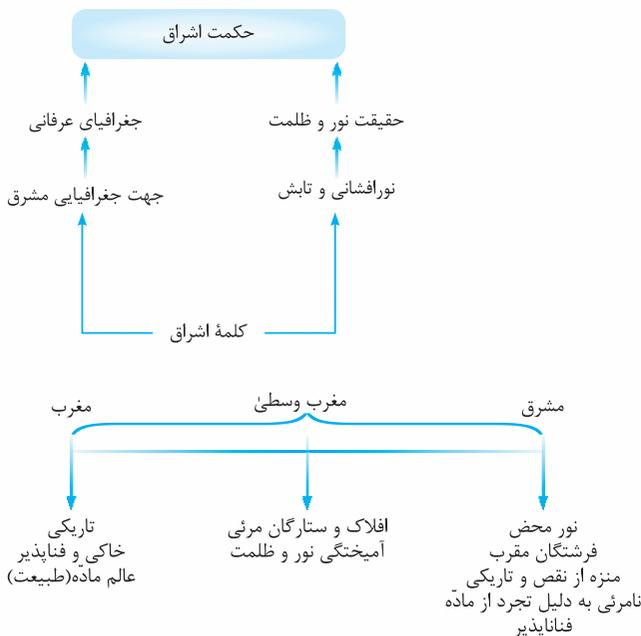 حکمت اشراق
حقیقت نور و ظلمت
جغرافیای عرفانی
نورافشانی و تابش
جهت جغرافیایی مشرق
کلمهٔ اشراق
مشرق
مغرب وسطیٰ
مغرب
نور محض
فرشتگان مقرب
منزه از نقص و تاریکی
نامرئی به دلیل تجرد از مادّه
فناناپذیر
افلاک و ستارگان مرئی
آمیختگی نور و ظلمت
تاریکی
خاکی و فناپذیر
عالم مادّه(طبیعت)